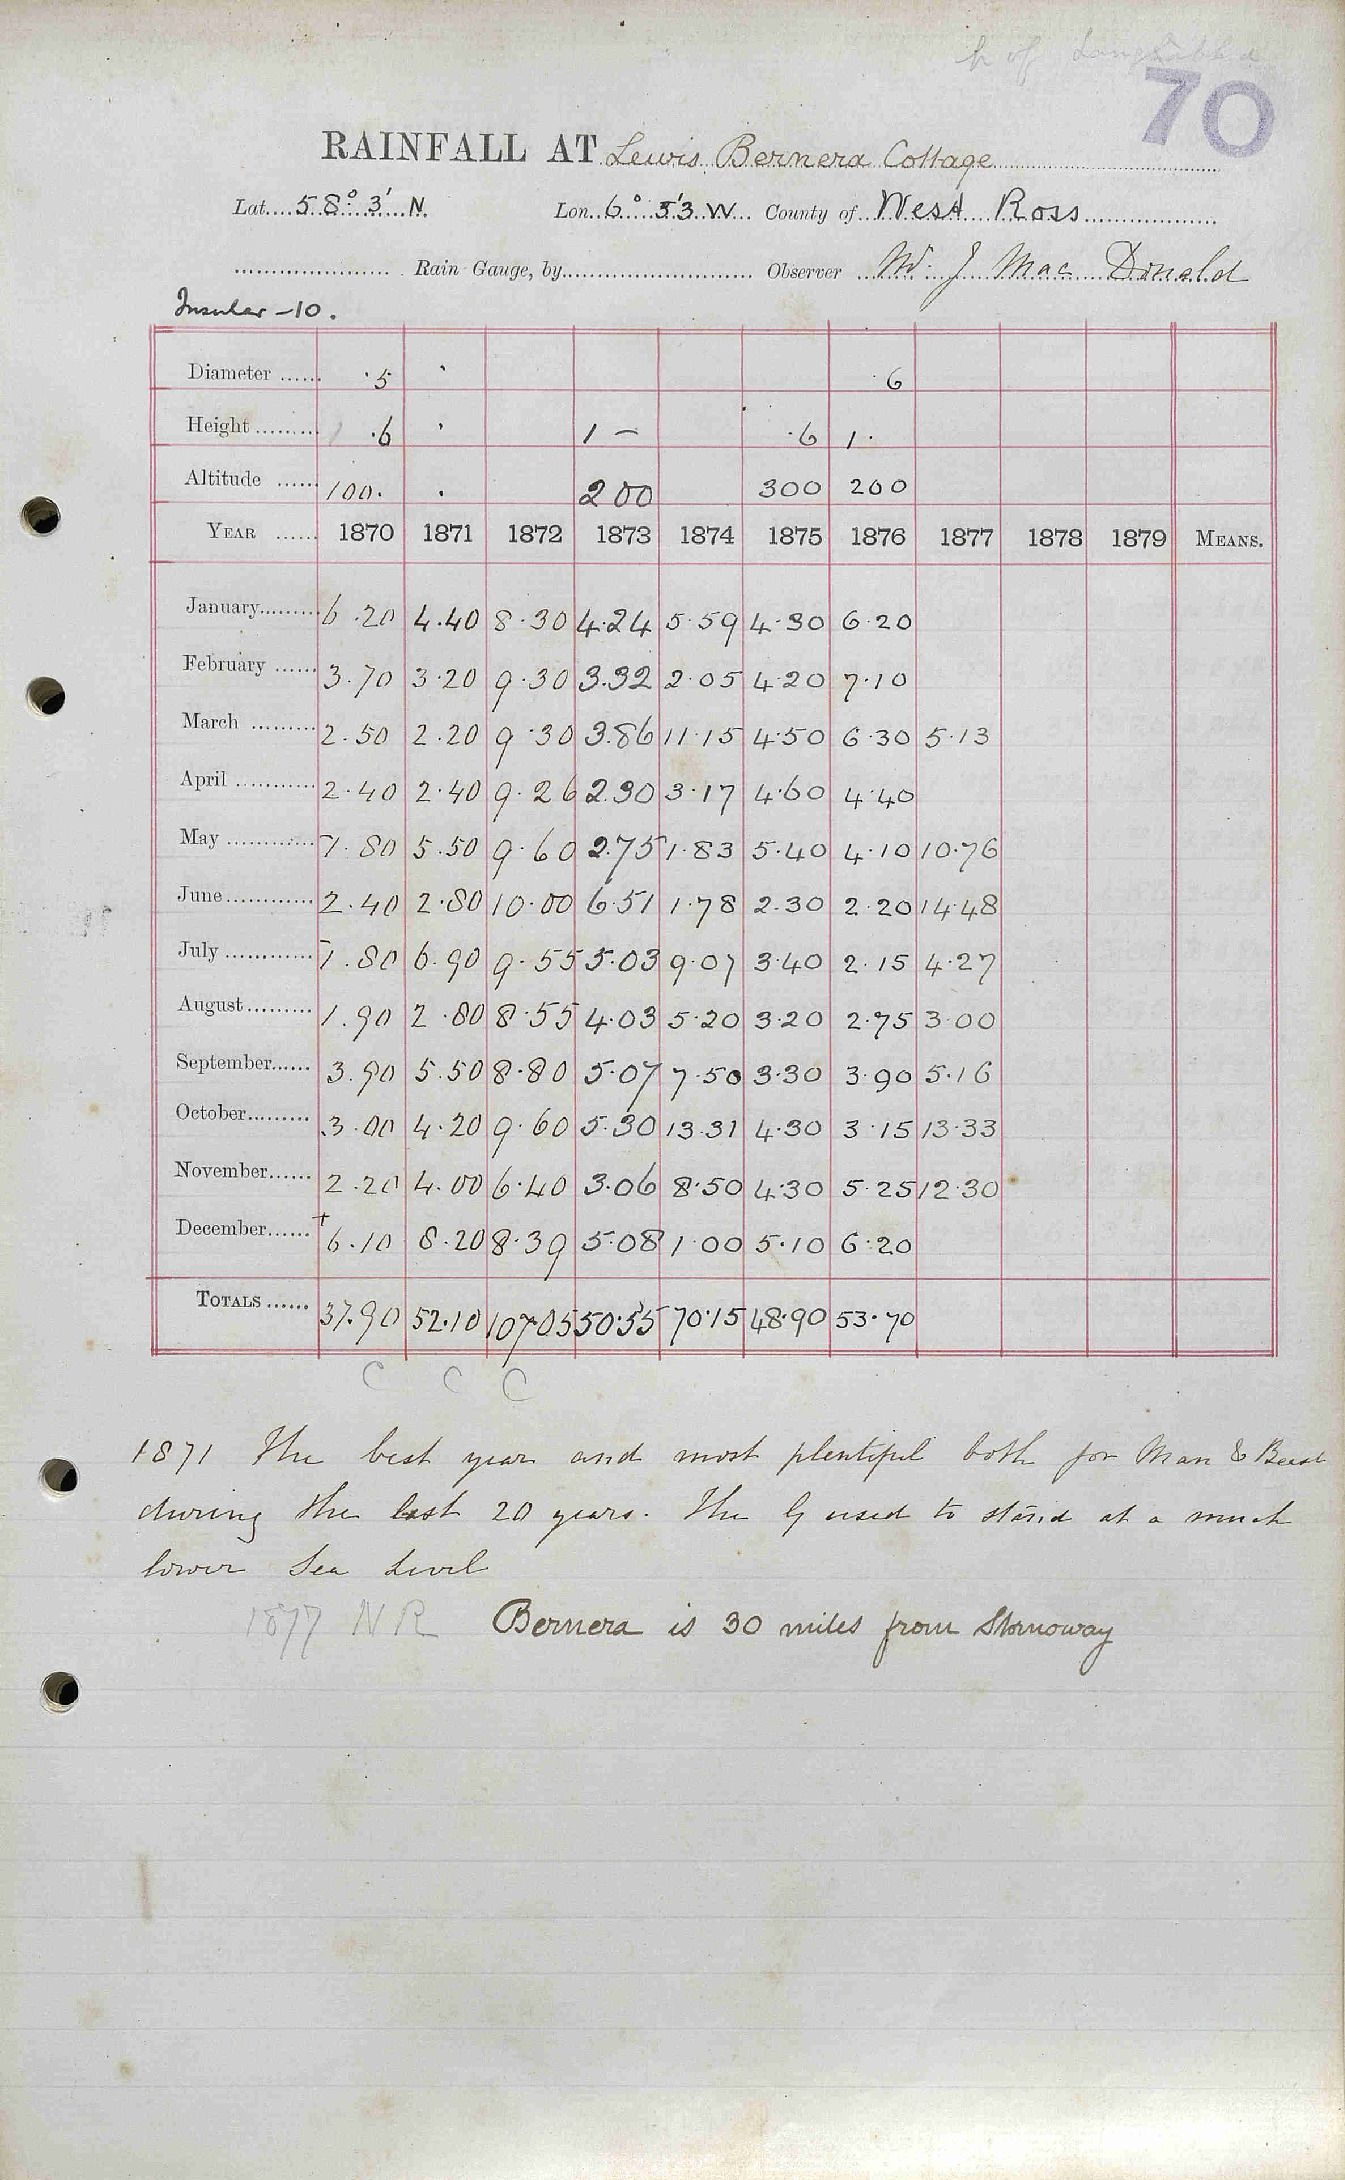 70
RAINFALL AT Lewis Bernera Cottage
Lat. 58° 3' N. Lon. 6° 53' W County of West Ross
Rain Gauge, by Observer W. J Mac Donald
Insular -10.
Diameter ...... .5 ' 6
Height ......... .6 ' 1 – .6 1.
Altitude ...... 100. . 200 300 200
YEAR ...... 1870 1871 1872 1873 1874 1875 1876 1877 1878 1879 MEANS.
January......... 6.20 4.40 8.30 4.24 5.59 4.30 6.20
February ...... 3.70 3.20 9.30 3.32 2.05 4.20 7.10
March ......... 2.50 2.20 9.30 3.86 11.15 4.50 6.30 5.13
April ............ 2.40 2.40 9.26 2.30 3.17 4.60 4.40
May ............ 1.80 5.50 9.60 2.75 1.83 5.40 4.10 10.76
June............ 2.40 2.80 10.00 6.51 1.78 2.30 2.20 14.48
July ............ 1.80 6.90 9.55 5.03 9.07 3.40 2.15 4.27
August......... 1.90 2.80 8.55 4.03 5.20 3.20 2.75 3.00
September...... 3.90 5.50 8.80 5.07 7.50 3.30 3.90 5.16
October......... 3.00 4.20 9.60 5.30 13.31 4.30 3.15 13.33
November...... 2.20 4.00 6.40 3.06 8.50 4.30 5.25 12.30
December...... + 6.10 8.20 8.39 5.08 1.00 5.10 6.20
TOTALS ...... 37.90 52.10 107.05 50.55 70.15 48.90 53.70
C C C
1871 The best year and most plentiful both for Man & Beast
during the last 20 years. The G used to stand at a much
lower Sea Level
1877 NR Bernera is 30 miles from Stornoway